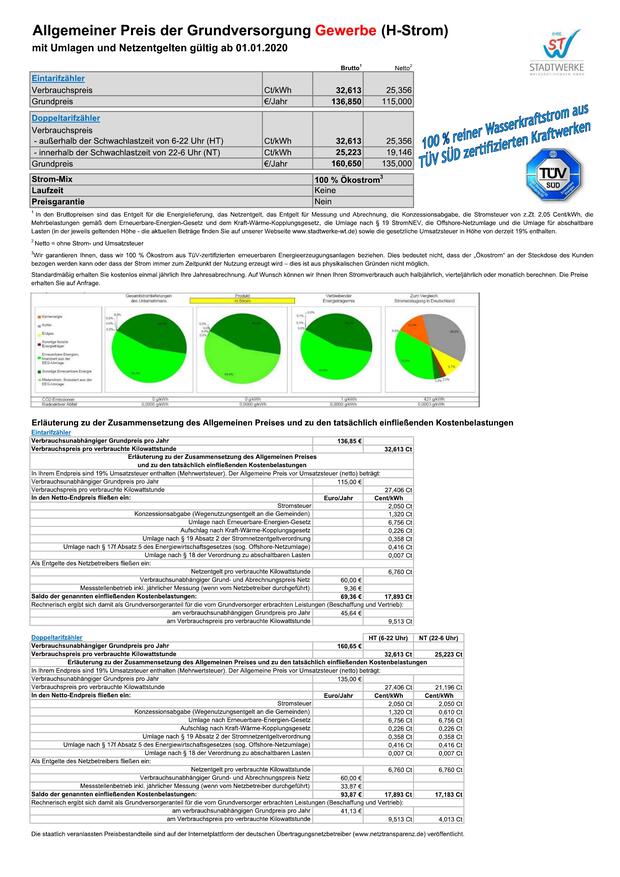 Allgemeiner Preis der Grundversorgung Gewerbe (H-Strom)
mit Umlagen und Netzentgelten gültig ab 01.01.2020
STADTWERKE
Brutto1 Netto2
Eintarifzähler
Verbrauchspreis Ct/kWh 32,613 25,356
Grundpreis €/Jahr 136,850 115,000
Doppeltarifzähler
Verbrauchspreis
- außerhalb der Schwachlastzeit von 6-22 Uhr (HT) Ct/kWh 32,613 25,356
- innerhalb der Schwachlastzeit von 22-6 Uhr (NT) Ct/kWh 25,223 19,146
Grundpreis €/Jahr 160,650 135,000
100 % reiner Wasserkraftstrom aus
TÜV SÜD zertifizierten Kraftwerken
TÜV
SÜD
Strom-Mix 100 % Ökostrom3
Laufzeit Keine
Preisgarantie Nein
1 In den Bruttopreisen sind das Entgelt für die Energielieferung, das Netzentgelt, das Entgelt für Messung und Abrechnung, die Konzessionsabgabe, die Stromsteuer von z.Zt. 2,05 Cent/kWh, die
Mehrbelastungen gemäß dem Erneuerbare-Energien-Gesetz und dem Kraft-Wärme-Kopplungsgesetz, die Umlage nach § 19 StromNEV, die Offshore-Netzumlage und die Umlage für abschaltbare
Lasten (in der jeweils geltenden Höhe - die aktuellen Beträge finden Sie auf unserer Webseite www.stadtwerke-wt.de) sowie die gesetzliche Umsatzsteuer in Höhe von derzeit 19% enthalten.
2 Netto = ohne Strom- und Umsatzsteuer
3Wir garantieren Ihnen, dass wir 100 % Ökostrom aus TÜV-zertifizierten erneuerbaren Energieerzeugungsanlagen beziehen. Dies bedeutet nicht, dass der „Ökostrom“ an der Steckdose des Kunden
bezogen werden kann oder dass der Strom immer zum Zeitpunkt der Nutzung erzeugt wird – dies ist aus physikalischen Gründen nicht möglich.
Standardmäßig erhalten Sie kostenlos einmal jährlich Ihre Jahresabrechnung. Auf Wunsch können wir Ihnen Ihren Stromverbrauch auch halbjährlich, vierteljährlich oder monatlich berechnen. Die Preise
erhalten Sie auf Anfrage.
Gesamtstromlieferungen des Unternehmens
Produkt
Verbleibender Energieträgermix
Zum Vergleich Stromerzeugung in Deutschland
Kernenergie
Kohle
Erdgas
Sonstige fossile Energieträger
Erneuerbare Energien, finanziert aus der EEG-Umlage
Sonstige Erneuerbare Energie
Mieterstrom, finanziert aus der EEG-Umlage
CO2-Emissionen 0 g/kWh 0 g/kWh 1 g/kWh 421 g/kWh
Radioaktiver Abfall 0,0000 g/kWh 0,0000 g/kWh 0,0000 g/kWh 0,0003 g/kWh
Erläuterung zu der Zusammensetzung des Allgemeinen Preises und zu den tatsächlich einfließenden Kostenbelastungen
Eintarifzähler
Verbrauchsunabhängiger Grundpreis pro Jahr 136,85 €
Verbrauchspreis pro verbrauchte Kilowattstunde 32,613 Ct
Erläuterung zu der Zusammensetzung des Allgemeinen Preises
und zu den tatsächlich einfließenden Kostenbelastungen
In Ihrem Endpreis sind 19% Umsatzsteuer enthalten (Mehrwertsteuer). Der Allgemeine Preis vor Umsatzsteuer (netto) beträgt:
Verbrauchsunabhängiger Grundpreis pro Jahr 115,00 €
Verbrauchspreis pro verbrauchte Kilowattstunde 27,406 Ct
In den Netto-Endpreis fließen ein: Euro/Jahr Cent/kWh
Stromsteuer 2,050 Ct
Konzessionsabgabe (Wegenutzungsentgelt an die Gemeinden) 1,320 Ct
Umlage nach Erneuerbare-Energien-Gesetz 6,756 Ct
Aufschlag nach Kraft-Wärme-Kopplungsgesetz 0,226 Ct
Umlage nach § 19 Absatz 2 der Stromnetzentgeltverordnung 0,358 Ct
Umlage nach § 17f Absatz 5 des Energiewirtschaftsgesetzes (sog. Offshore-Netzumlage) 0,416 Ct
Umlage nach § 18 der Verordnung zu abschaltbaren Lasten 0,007 Ct
Als Entgelte des Netzbetreibers fließen ein:
Netzentgelt pro verbrauchte Kilowattstunde 6,760 Ct
Verbrauchsunabhängiger Grund- und Abrechnungspreis Netz 60,00 €
Messstellenbetrieb inkl. jährlicher Messung (wenn vom Netzbetreiber durchgeführt) 9,36 €
Saldo der genannten einfließenden Kostenbelastungen: 69,36 € 17,893 Ct
Rechnerisch ergibt sich damit als Grundversorgeranteil für die vom Grundversorger erbrachten Leistungen (Beschaffung und Vertrieb):
am verbrauchsunabhängigen Grundpreis pro Jahr 45,64 €
am Verbrauchspreis pro verbrauchte Kilowattstunde 9,513 Ct
Doppeltarifzähler HT (6-22 Uhr) NT (22-6 Uhr)
Verbrauchsunabhängiger Grundpreis pro Jahr 160,65 €
Verbrauchspreis pro verbrauchte Kilowattstunde 32,613 Ct 25,223 Ct
Erläuterung zu der Zusammensetzung des Allgemeinen Preises und zu den tatsächlich einfließenden Kostenbelastungen
In Ihrem Endpreis sind 19% Umsatzsteuer enthalten (Mehrwertsteuer). Der Allgemeine Preis vor Umsatzsteuer (netto) beträgt:
Verbrauchsunabhängiger Grundpreis pro Jahr 135,00 €
Verbrauchspreis pro verbrauchte Kilowattstunde 27,406 Ct 21,196 Ct
In den Netto-Endpreis fließen ein: Euro/Jahr Cent/kWh Cent/kWh
Stromsteuer 2,050 Ct 2,050 Ct
Konzessionsabgabe (Wegenutzungsentgelt an die Gemeinden) 1,320 Ct 0,610 Ct
Umlage nach Erneuerbare-Energien-Gesetz 6,756 Ct 6,756 Ct
Aufschlag nach Kraft-Wärme-Kopplungsgesetz 0,226 Ct 0,226 Ct
Umlage nach § 19 Absatz 2 der Stromnetzentgeltverordnung 0,358 Ct 0,358 Ct
Umlage nach § 17f Absatz 5 des Energiewirtschaftsgesetzes (sog. Offshore-Netzumlage) 0,416 Ct 0,416 Ct
Umlage nach § 18 der Verordnung zu abschaltbaren Lasten 0,007 Ct 0,007 Ct
Als Entgelte des Netzbetreibers fließen ein:
Netzentgelt pro verbrauchte Kilowattstunde 6,760 Ct 6,760 Ct
Verbrauchsunabhängiger Grund- und Abrechnungspreis Netz 60,00 €
Messstellenbetrieb inkl. jährlicher Messung (wenn vom Netzbetreiber durchgeführt) 33,87 €
Saldo der genannten einfließenden Kostenbelastungen: 93,87 € 17,893 Ct 17,183 Ct
Rechnerisch ergibt sich damit als Grundversorgeranteil für die vom Grundversorger erbrachten Leistungen (Beschaffung und Vertrieb):
am verbrauchsunabhängigen Grundpreis pro Jahr 41,13 €
am Verbrauchspreis pro verbrauchte Kilowattstunde 9,513 Ct 4,013 Ct
Die staatlich veranlassten Preisbestandteile sind auf der Internetplattform der deutschen Übertragungsnetzbetreiber (www.netztransparenz.de) veröffentlicht.